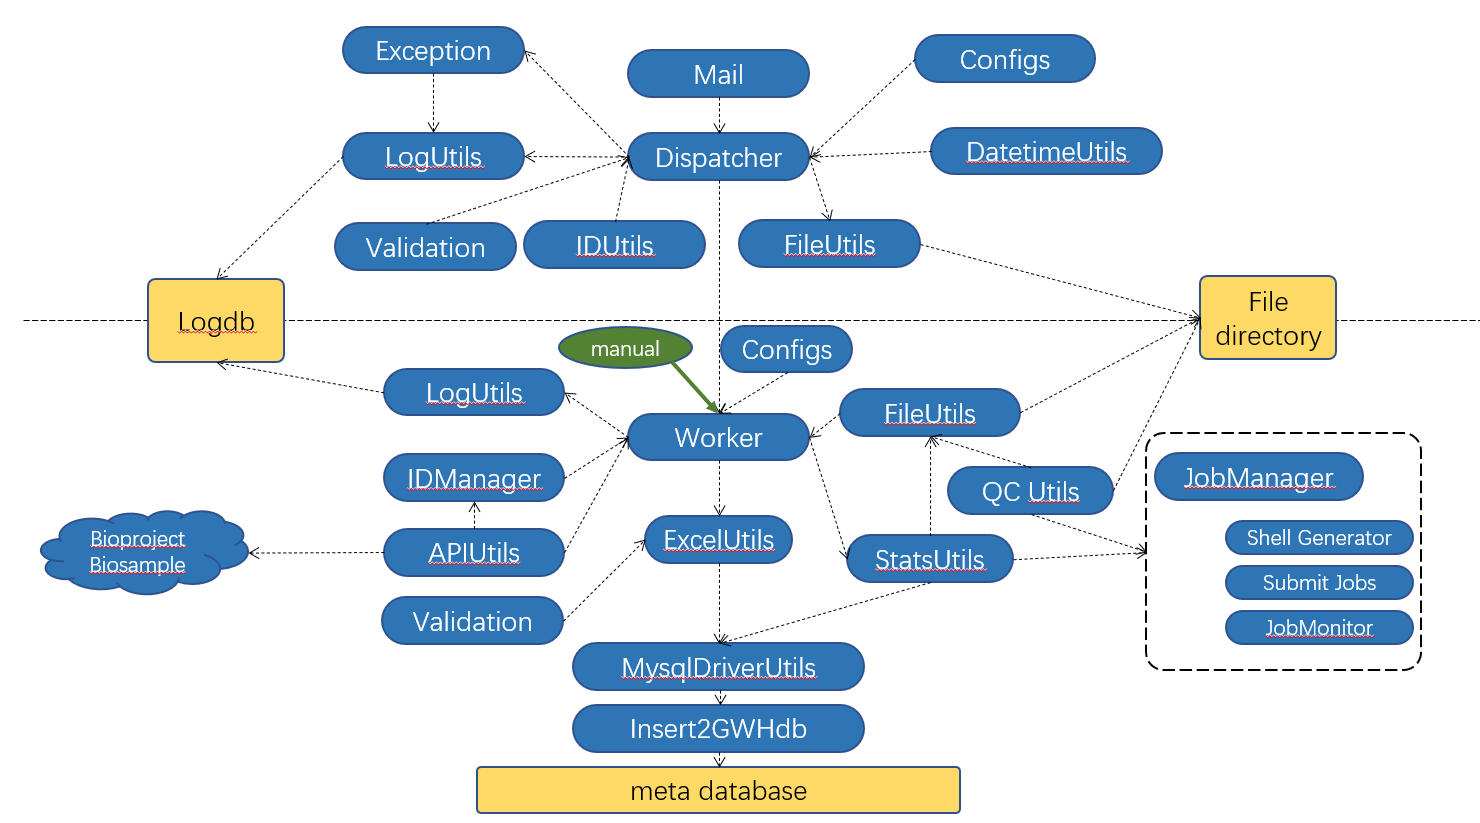 Exception
Mail
Configs
LogUtils
Dispatcher
DatetimeUtils
Validation
IDUtils
FileUtils
Logdb
File
directory
manual
Configs
LogUtils
Worker
FileUtils
IDManager
QC Utils
JobManager
Bioproject
Biosample
APIUtils
ExcelUtils
StatsUtils
Shell Generator
Submit Jobs
JobMonitor
Validation
MysqlDriverUtils
Insert2GWHdb
meta database